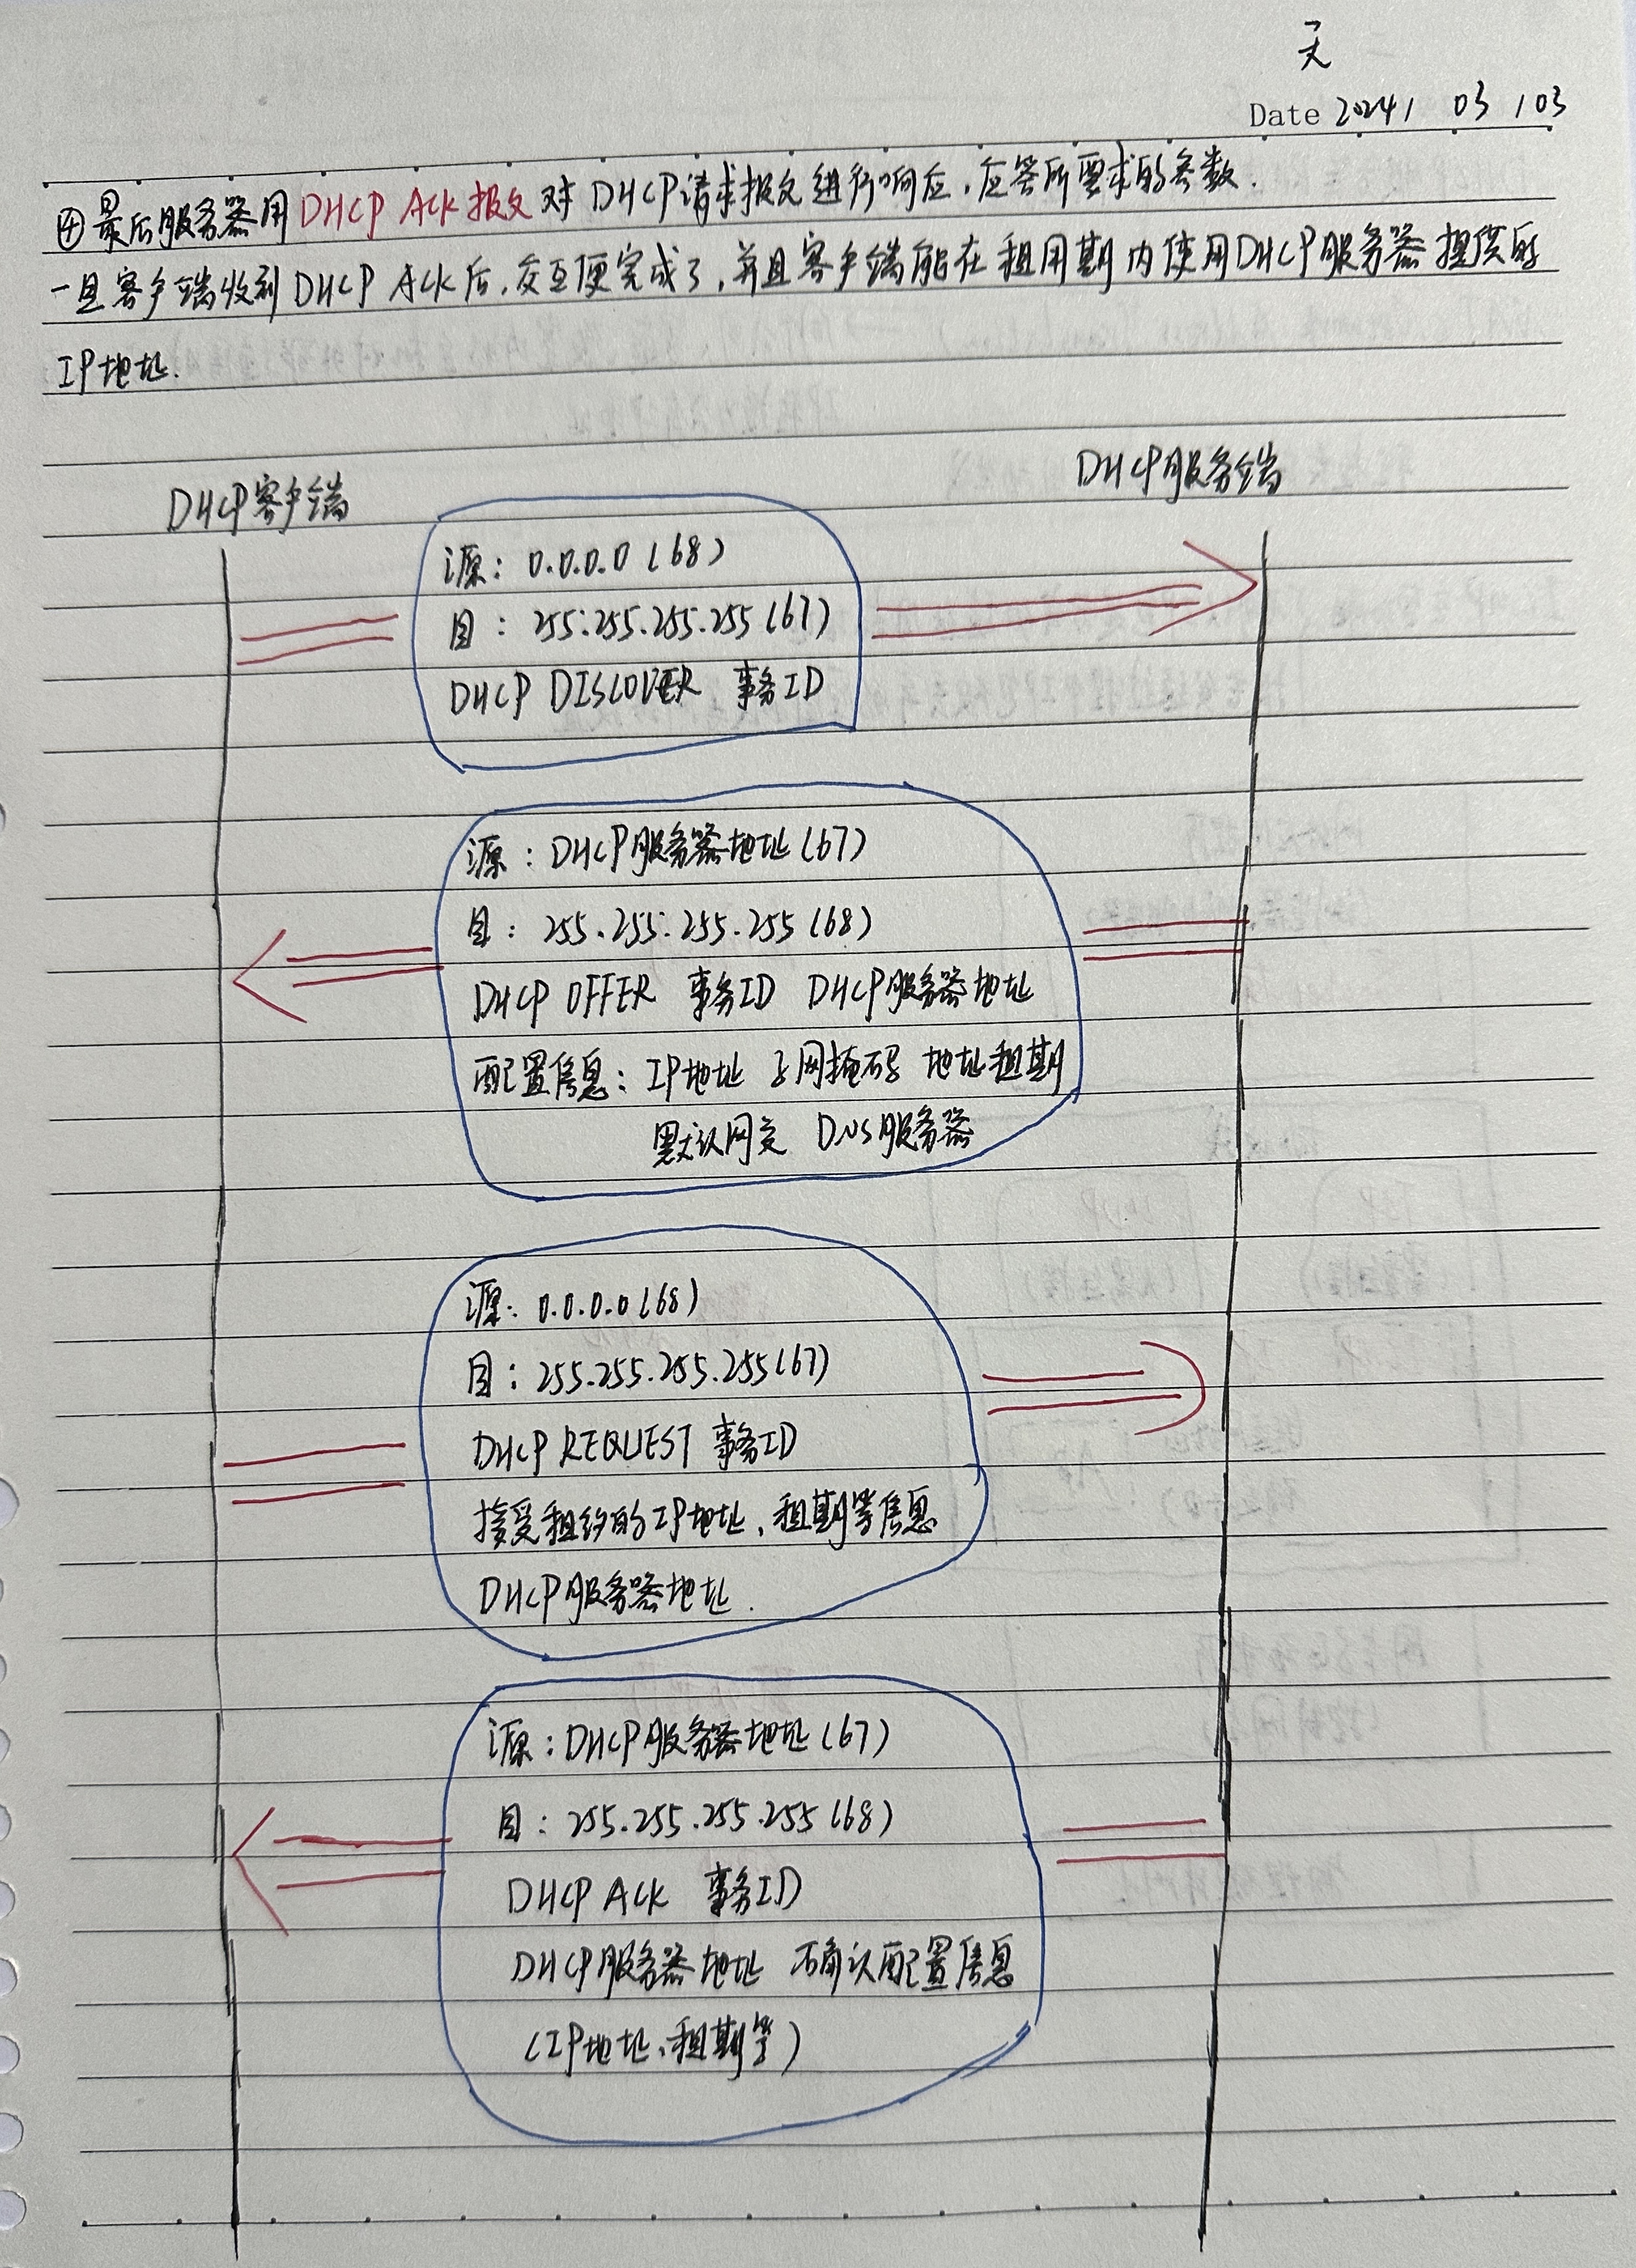 天
Date 2024 / 03 / 03
④最后服务器用DHCP ACK报文对DHCP请求报文进行响应,应答所要求的参数.
一旦客户端收到DHCP ACK后,交互便完成了,并且客户端能在租用期内使用DHCP服务器提供的
IP地址.
DHCP客户端
DHCP服务端
源: 0.0.0.0 (68)
目: 255.255.255.255 (67)
DHCP DISCOVER 事务ID
源: DHCP服务器地址 (67)
目: 255.255.255.255 (68)
DHCP OFFER 事务ID DHCP服务器地址
配置信息: IP地址 子网掩码 地址租期
默认网关 DNS服务器
源: 0.0.0.0 (68)
目: 255.255.255.255 (67)
DHCP REQUEST 事务ID
接受租约的IP地址、租期等信息
DHCP服务器地址.
源: DHCP服务器地址 (67)
目: 255.255.255.255 (68)
DHCP ACK 事务ID
DHCP服务器地址 确认配置信息
(IP地址、租期等)